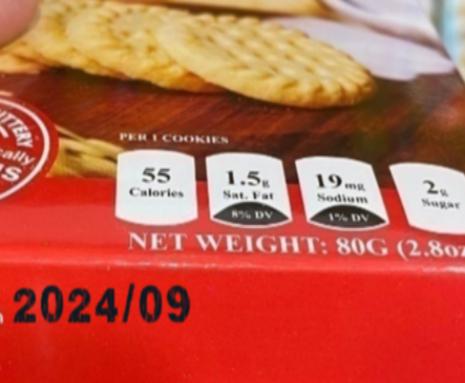 PER 1 COOKIES
55
Calories
1.5g
Sat. Fat
8% DV
19mg
Sodium
1% DV
2g
Sugar
NET WEIGHT: 80G (2.8oz
2024/09